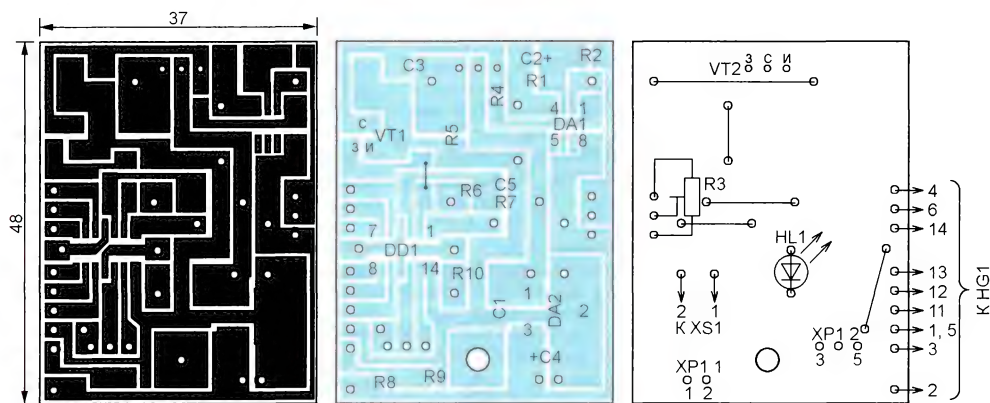 37
48
C3
C2+
R2
R1
R4
4 1
DA1
5 8
С
VT1
З И
R5
R6
C5
R7
7 1
DD1
8 14
R10
1
C1
DA2
2
3
+C4
R8
R9
VT2
З С И
R3
HL1
2 1
К XS1
XP1 1
1 2
XP1 2
3 5
4
6
14
13
12
11
1, 5
3
2
К HG1